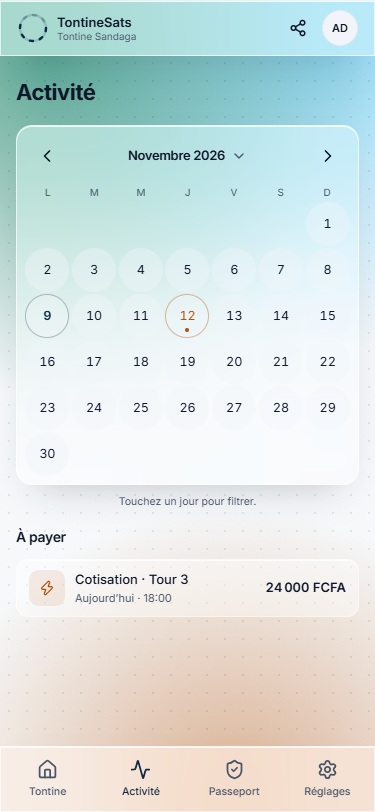 TontineSats
Tontine Sandaga
AD
Activité
Novembre 2026
L M M J V S D
1
2 3 4 5 6 7 8
9 10 11 12 13 14 15
16 17 18 19 20 21 22
23 24 25 26 27 28 29
30
Touchez un jour pour filtrer.
À payer
Cotisation · Tour 3
24 000 FCFA
Aujourd'hui · 18:00
Tontine Activité Passeport Réglages